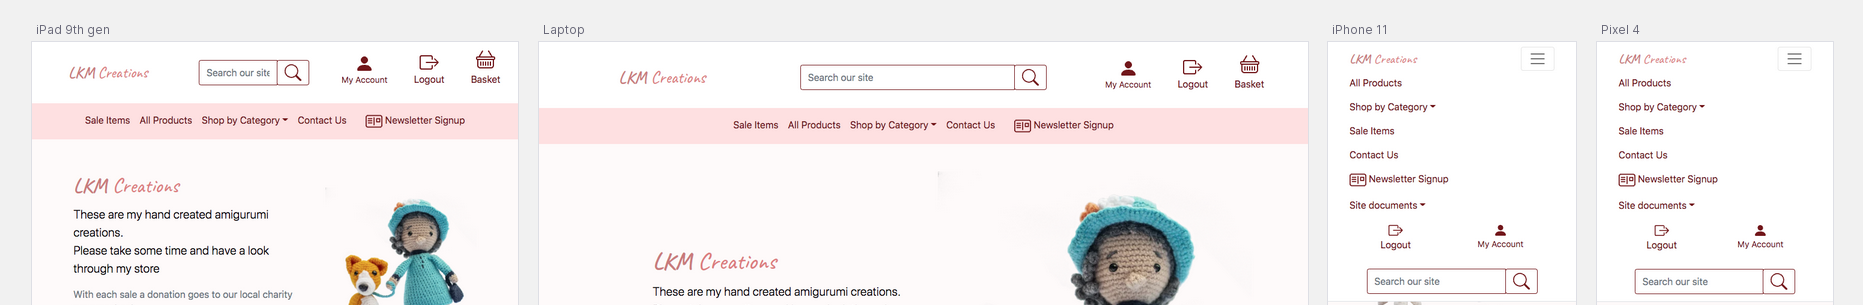 iPad 9th gen
LKM Creations
Search our site
My Account
Logout
Basket
Sale Items All Products Shop by Category Contact Us Newsletter Signup
LKM Creations
These are my hand created amigurumi
creations.
Please take some time and have a look
through my store
With each sale a donation goes to our local charity
Laptop
LKM Creations
Search our site
My Account
Logout
Basket
Sale Items All Products Shop by Category Contact Us Newsletter Signup
LKM Creations
These are my hand created amigurumi creations.
iPhone 11
LKM Creations
All Products
Shop by Category
Sale Items
Contact Us
Newsletter Signup
Site documents
Logout
My Account
Search our site
Pixel 4
LKM Creations
All Products
Shop by Category
Sale Items
Contact Us
Newsletter Signup
Site documents
Logout
My Account
Search our site